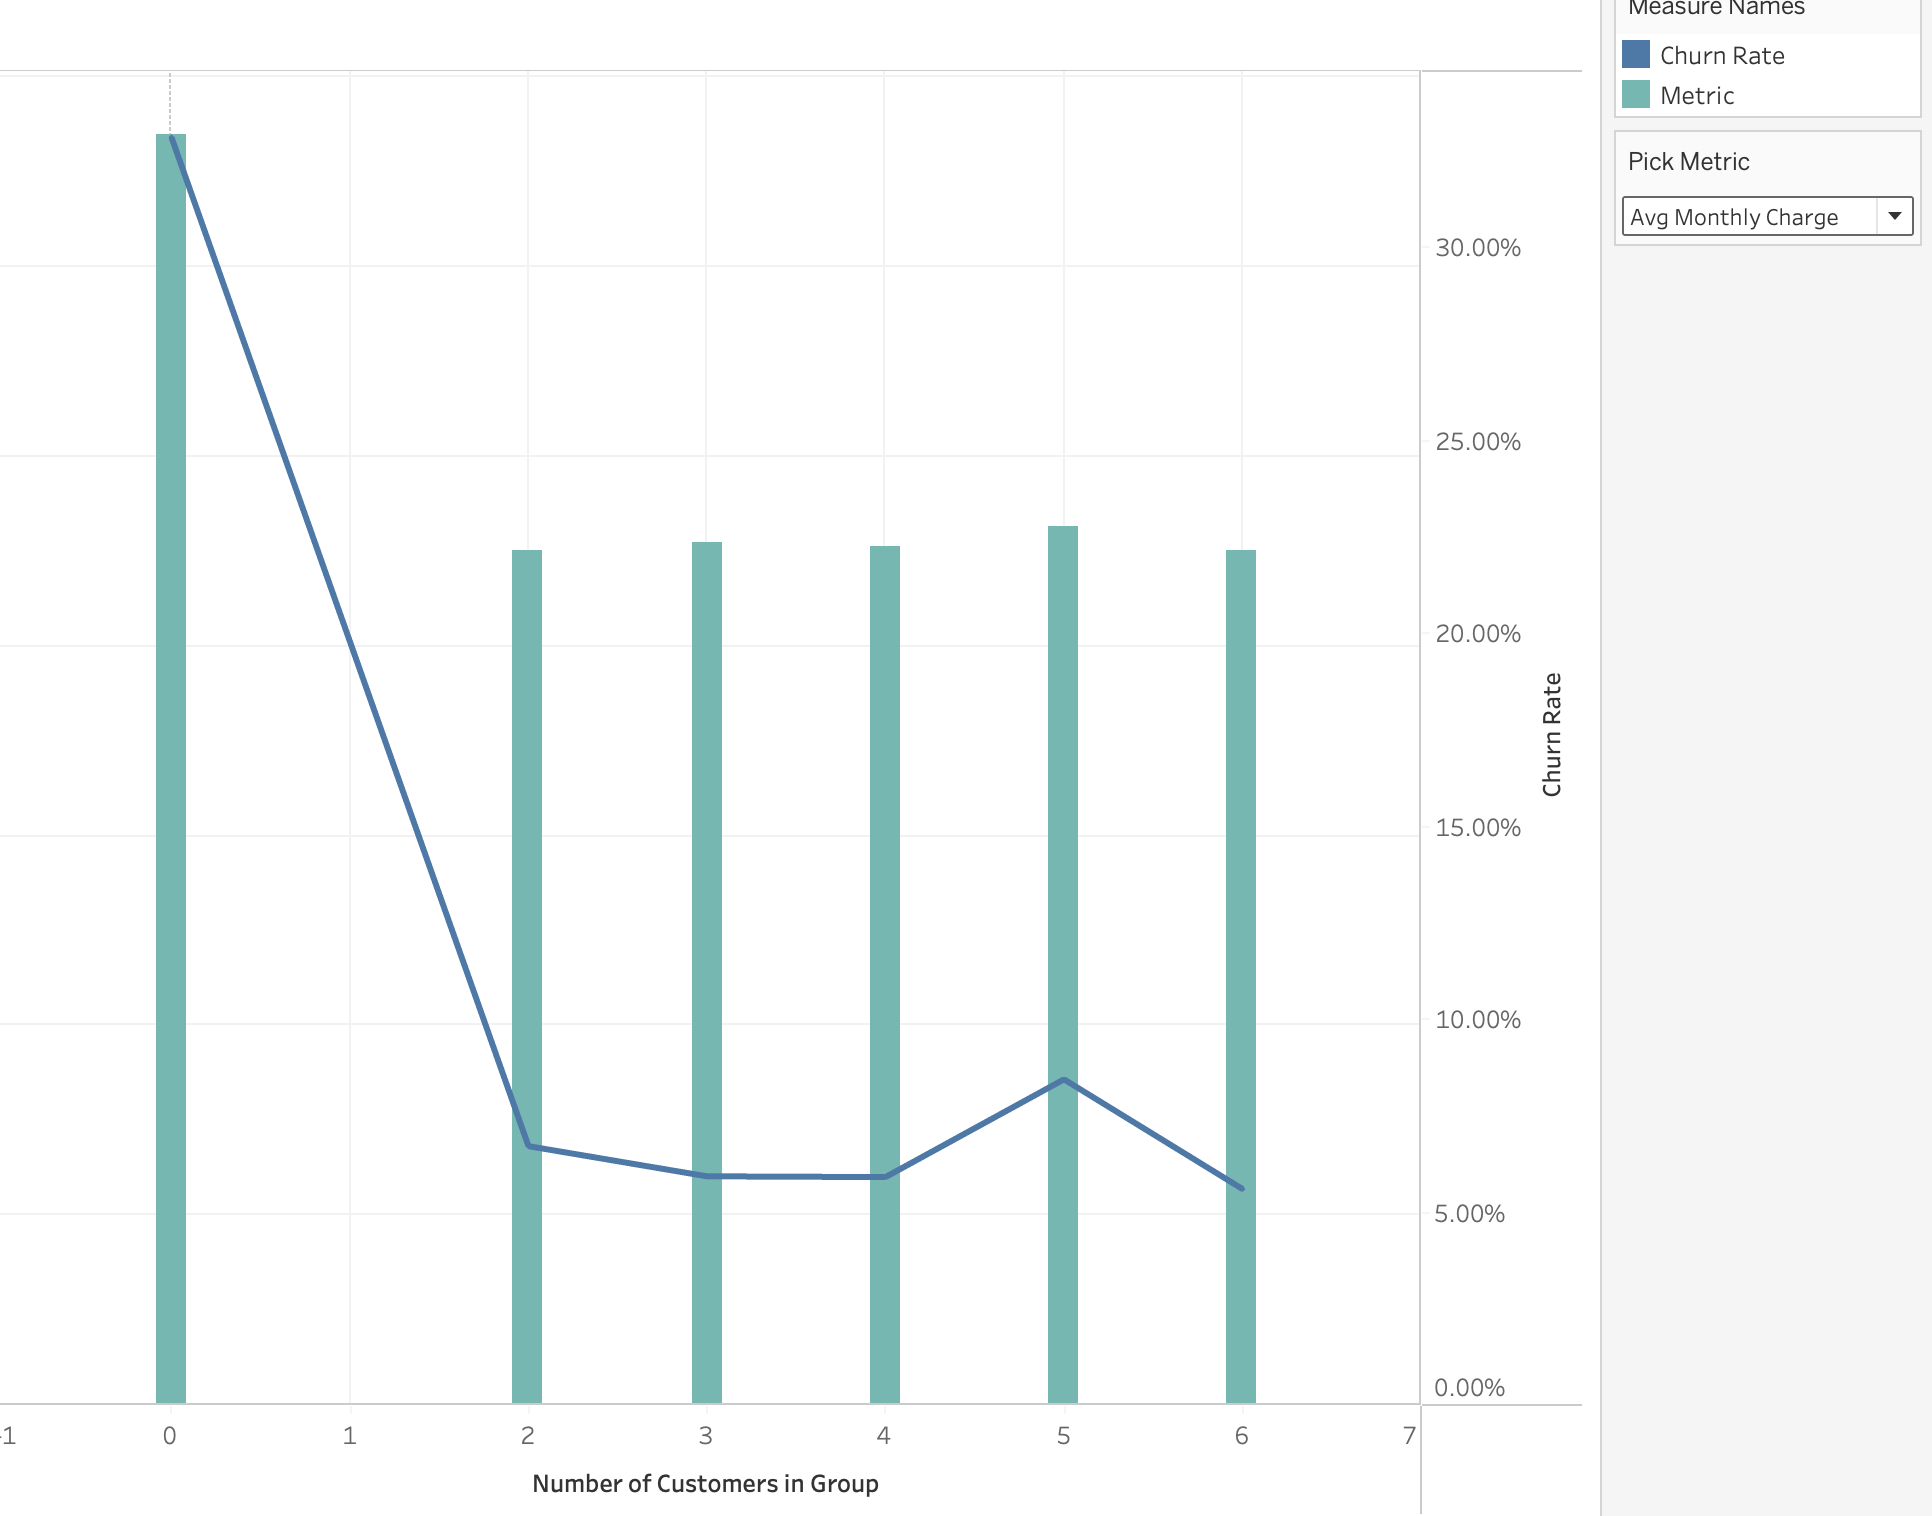 Measure Names
Churn Rate
Metric
Pick Metric
Avg Monthly Charge
30.00%
25.00%
20.00%
15.00%
10.00%
5.00%
0.00%
Churn Rate
-1 0 1 2 3 4 5 6 7
Number of Customers in Group